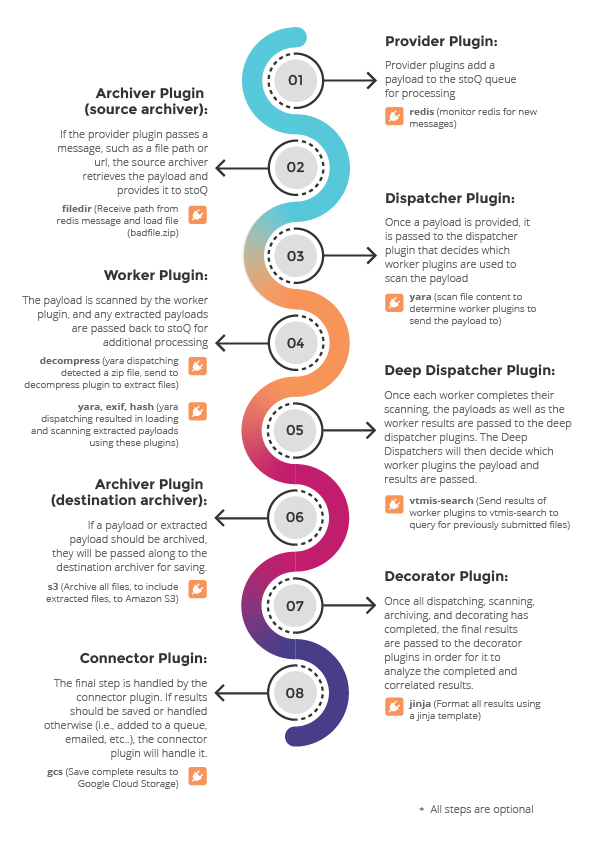 Provider Plugin:
Provider plugins add a
payload to the stoQ queue
for processing
redis (monitor redis for new
messages)
01
Archiver Plugin
(source archiver):
If the provider plugin passes a
message, such as a file path or
url, the source archiver
retrieves the payload and
provides it to stoQ
filedir (Receive path from
redis message and load file
(badfile.zip)
02
Dispatcher Plugin:
Once a payload is provided, it
is passed to the dispatcher
plugin that decides which
worker plugins are used to
scan the payload
yara (scan file content to
determine worker plugins to
send the payload to)
03
Worker Plugin:
The payload is scanned by the worker
plugin, and any extracted payloads
are passed back to stoQ for
additional processing
decompress (yara dispatching
detected a zip file, send to
decompress plugin to extract files)
yara, exif, hash (yara
dispatching resulted in loading
and scanning extracted payloads
using these plugins)
04
Deep Dispatcher Plugin:
Once each worker completes their
scanning, the payloads as well as the
worker results are passed to the deep
dispatcher plugins. The Deep
Dispatchers will then decide which
worker plugins the payload and
results are passed.
vtmis-search (Send results of
worker plugins to vtmis-search to
query for previously submitted files)
05
Archiver Plugin
(destination archiver):
If a payload or extracted
payload should be archived,
they will be passed along to the
destination archiver for saving.
s3 (Archive all files, to include
extracted files, to Amazon S3)
06
Decorator Plugin:
Once all dispatching, scanning,
archiving, and decorating has
completed, the final results
are passed to the decorator
plugins in order for it to
analyze the completed and
correlated results.
jinja (Format all results using
a jinja template)
07
Connector Plugin:
The final step is handled by the
connector plugin. If results
should be saved or handled
otherwise (i.e., added to a queue,
emailed, etc..), the connector
plugin will handle it.
gcs (Save complete results to
Google Cloud Storage)
08
* All steps are optional